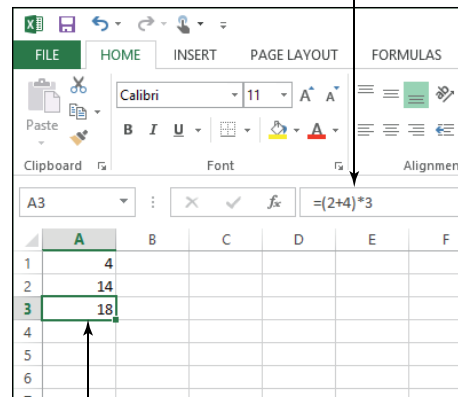 FILE HOME INSERT PAGE LAYOUT FORMULAS
Calibri 11 A A
Paste B I U A
Clipboard Font Alignmen
A3 fx =(2+4)*3
A B C D E F
1 4
2 14
3 18
4
5
6